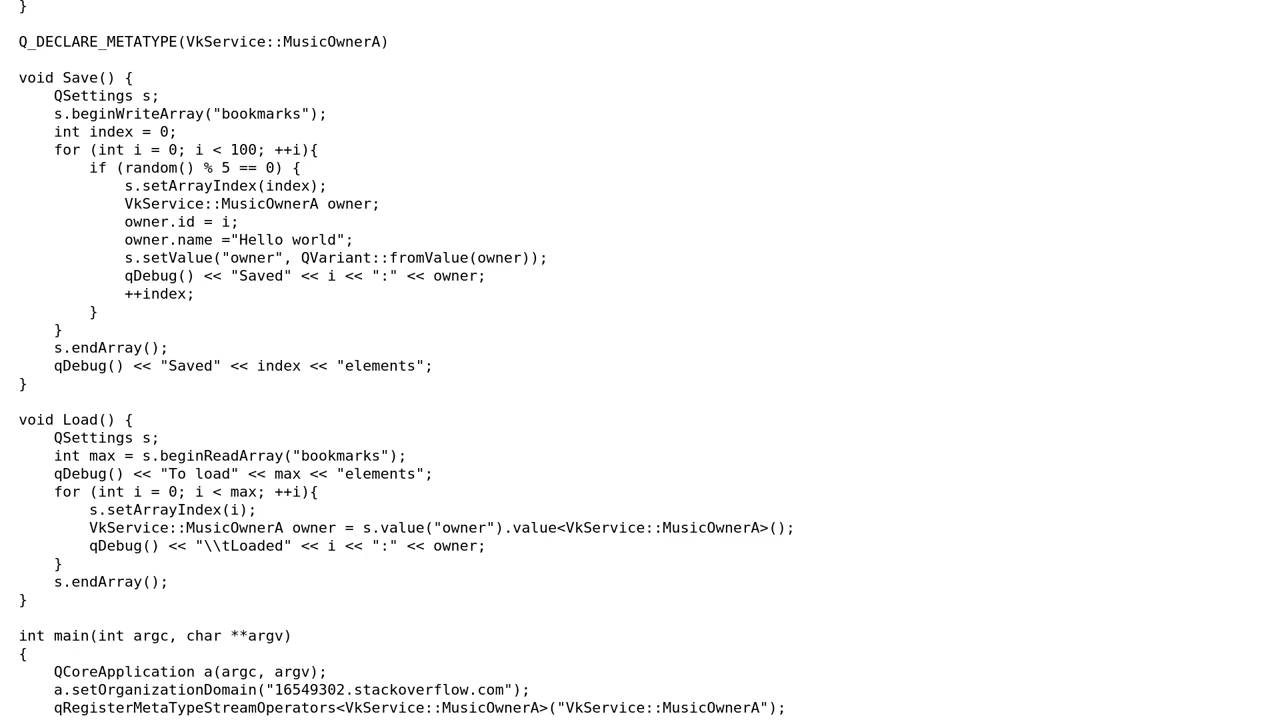 }

Q_DECLARE_METATYPE(VkService::MusicOwnerA)

void Save() {
    QSettings s;
    s.beginWriteArray("bookmarks");
    int index = 0;
    for (int i = 0; i < 100; ++i){
        if (random() % 5 == 0) {
            s.setArrayIndex(index);
            VkService::MusicOwnerA owner;
            owner.id = i;
            owner.name ="Hello world";
            s.setValue("owner", QVariant::fromValue(owner));
            qDebug() << "Saved" << i << ":" << owner;
            ++index;
        }
    }
    s.endArray();
    qDebug() << "Saved" << index << "elements";
}

void Load() {
    QSettings s;
    int max = s.beginReadArray("bookmarks");
    qDebug() << "To load" << max << "elements";
    for (int i = 0; i < max; ++i){
        s.setArrayIndex(i);
        VkService::MusicOwnerA owner = s.value("owner").value<VkService::MusicOwnerA>();
        qDebug() << "\\tLoaded" << i << ":" << owner;
    }
    s.endArray();
}

int main(int argc, char **argv)
{
    QCoreApplication a(argc, argv);
    a.setOrganizationDomain("16549302.stackoverflow.com");
    qRegisterMetaTypeStreamOperators<VkService::MusicOwnerA>("VkService::MusicOwnerA");